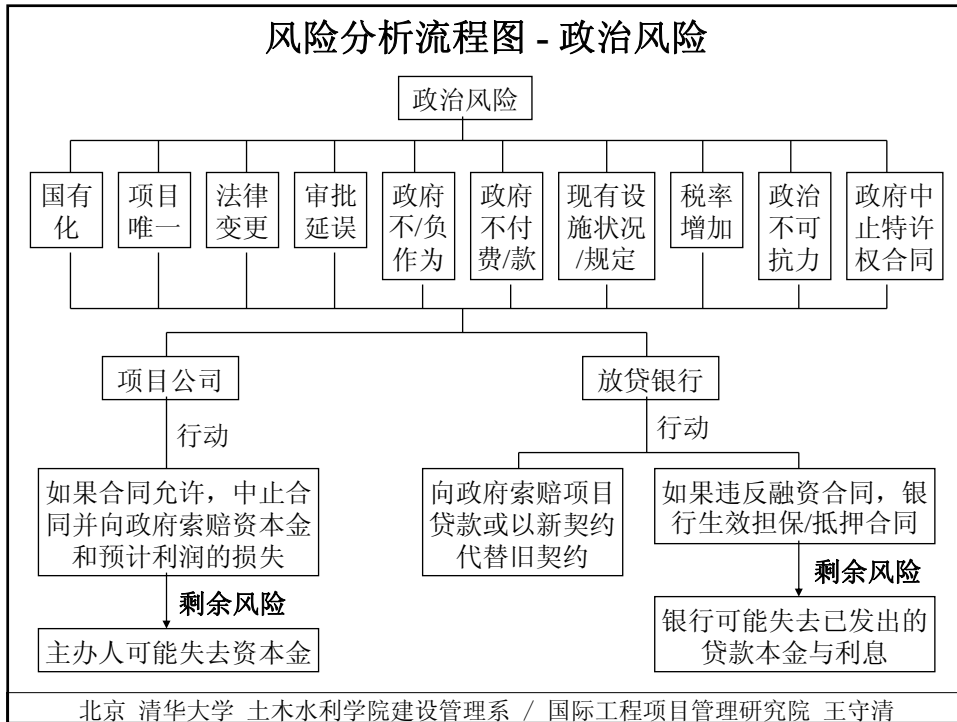 风险分析流程图 - 政治风险
政治风险
国有
化
项目
唯一
法律
变更
审批
延误
政府
不/负
作为
政府
不付
费/款
现有设
施状况
/规定
税率
增加
政治
不可
抗力
政府中
止特许
权合同
项目公司
放贷银行
行动
行动
如果合同允许，中止合
同并向政府索赔资本金
和预计利润的损失
向政府索赔项目
贷款或以新契约
代替旧契约
如果违反融资合同，银
行生效担保/抵押合同
剩余风险
剩余风险
主办人可能失去资本金
银行可能失去已发出的
贷款本金与利息
北京 清华大学 土木水利学院建设管理系 / 国际工程项目管理研究院 王守清